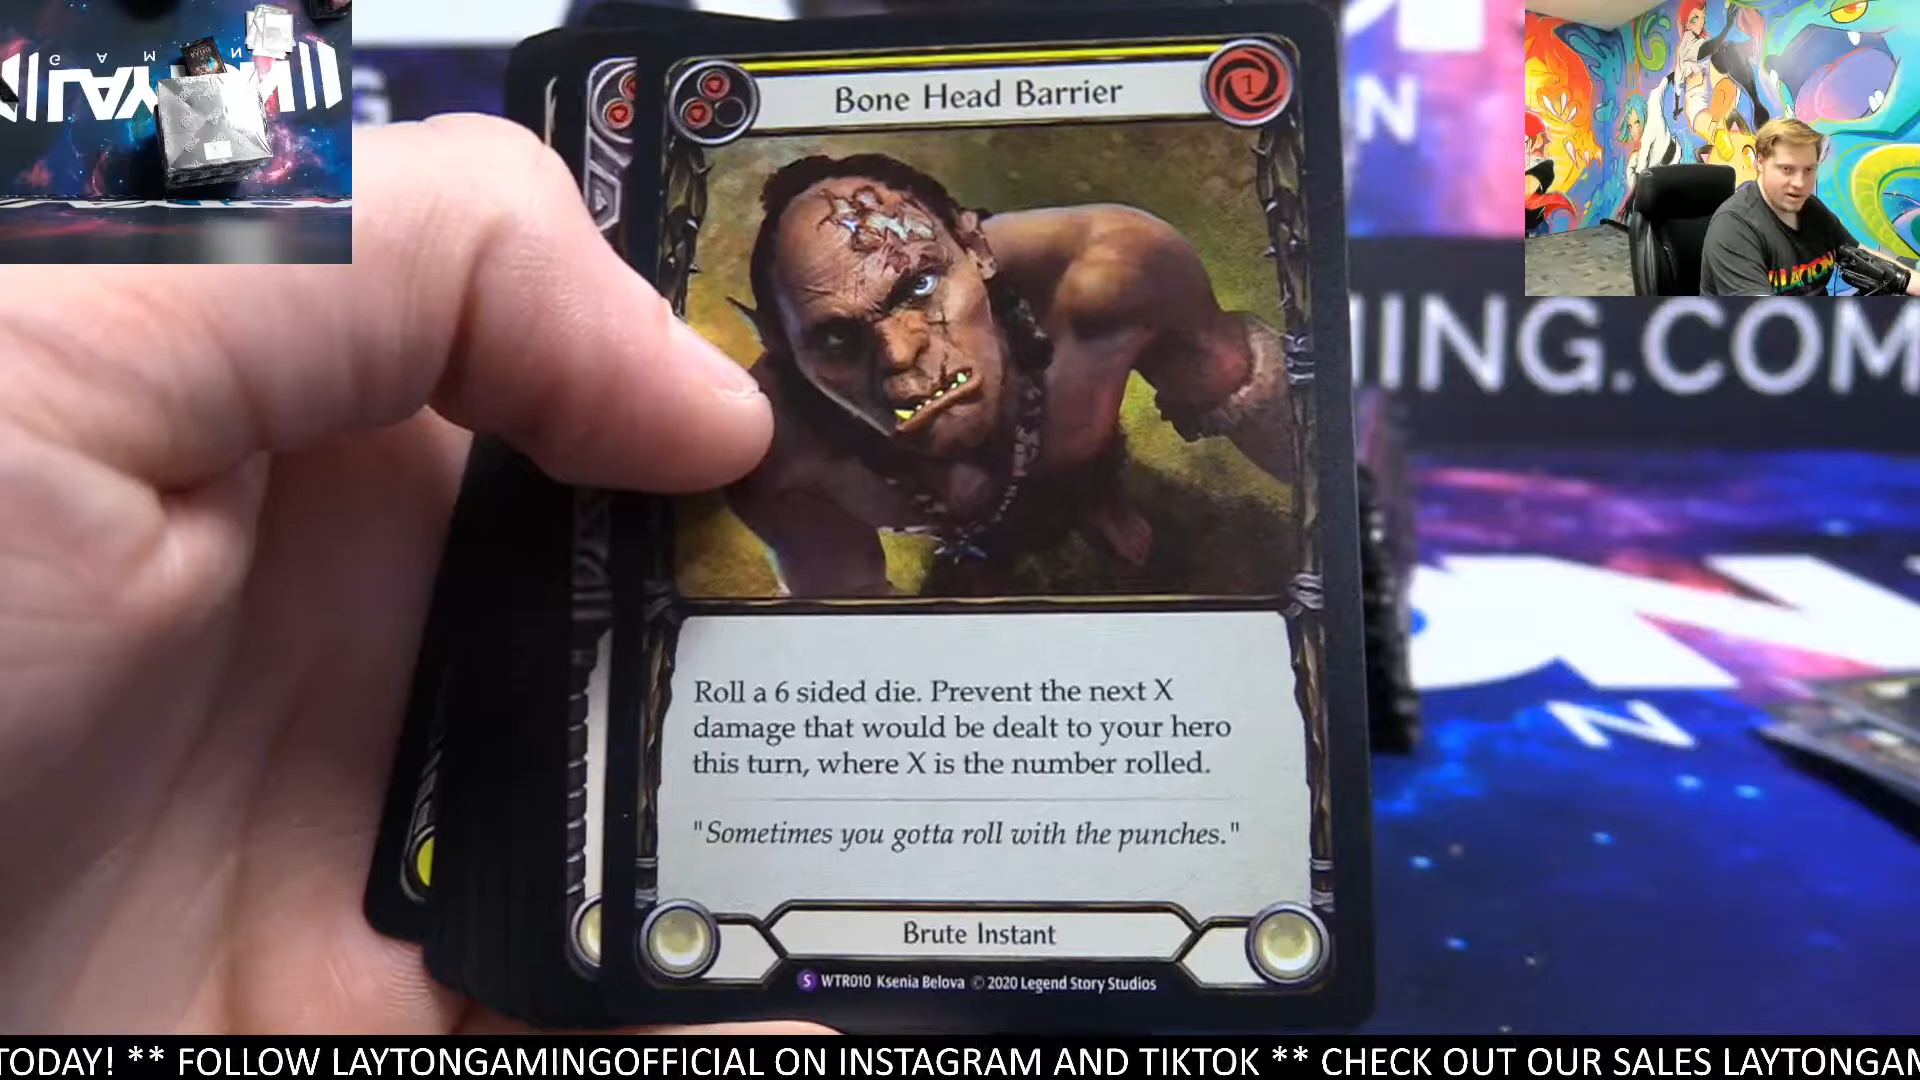 Bone Head Barrier
1
Roll a 6 sided die. Prevent the next X
damage that would be dealt to your hero
this turn, where X is the number rolled.
"Sometimes you gotta roll with the punches."
Brute Instant
S WTR010 Ksenia Belova © 2020 Legend Story Studios
N
ING.COM
N
TODAY! ** FOLLOW LAYTONGAMINGOFFICIAL ON INSTAGRAM AND TIKTOK ** CHECK OUT OUR SALES LAYTONGAM